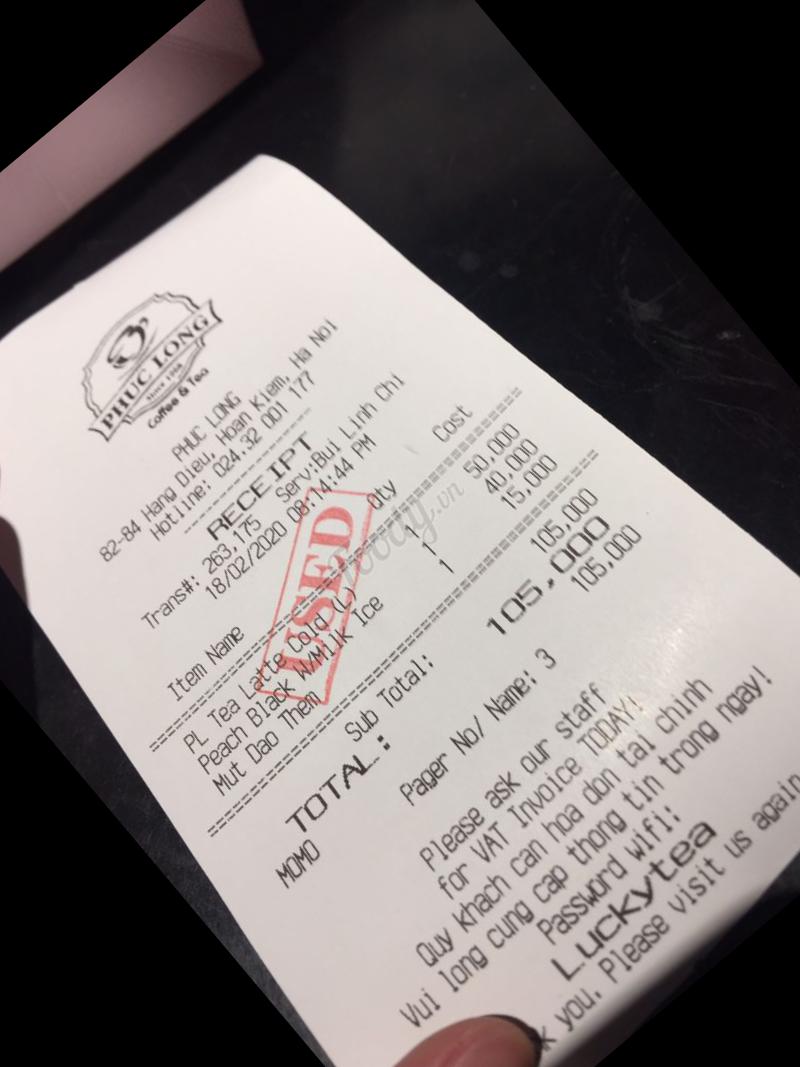 PHUC LONG
since 1968
Coffee & Tea
PHUC LONG
82-84 Hang Dieu, Hoan Kiem, Ha Noi
Hotline: 024.32 001 177
RECEIPT
Trans#: 263,175 Serv:Bui Linh Chi
18/02/2020 08:14:44 PM
Item Name Qty Cost
PL Tea Latte Cold (L) 1 50,000
Peach Black W/Milk Ice 1 40,000
Mut Dao Them 1 15,000
USED
foody.vn
Sub Total: 105,000
TOTAL: 105,000
MOMO 105,000
Pager No/ Name: 3
Please ask our staff
for VAT Invoice TODAY!
Quy khach can hoa don tai chinh
Vui long cung cap thong tin trong ngay!
Password wifi:
Luckytea
you. Please visit us again